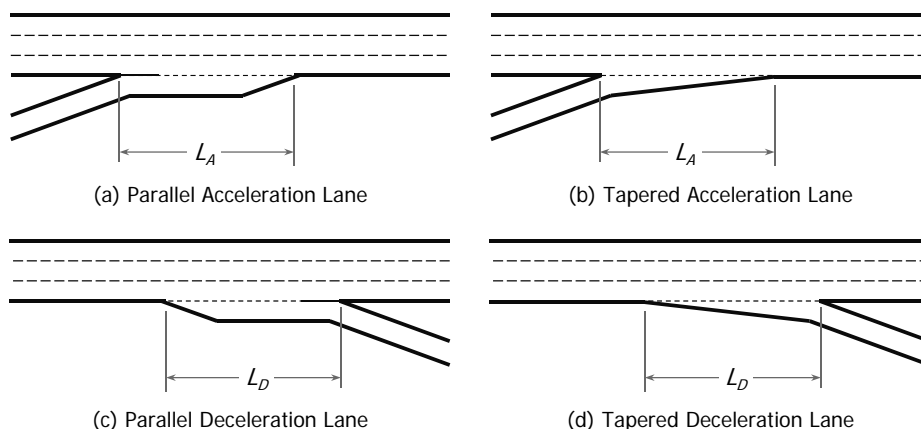 L_A
L_A
(a) Parallel Acceleration Lane
(b) Tapered Acceleration Lane
L_D
L_D
(c) Parallel Deceleration Lane
(d) Tapered Deceleration Lane